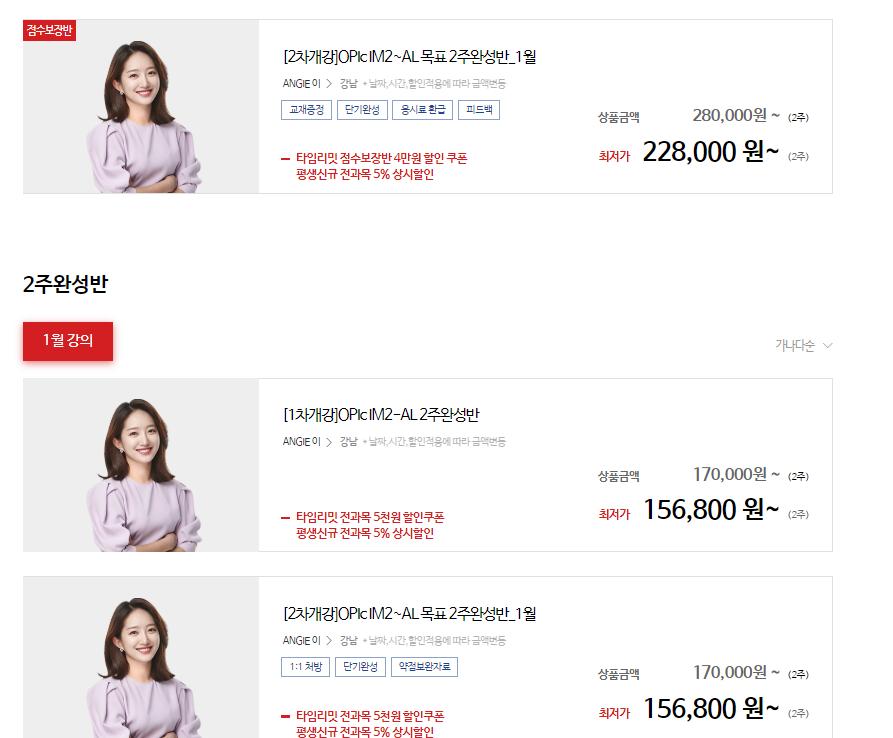 점수보장반
[2차개강]OPIc IM2~AL 목표 2주완성반_1월
ANGIE 이 > 강남 * 날짜,시간,할인적용에 따라 금액변동
교재증정 단기완성 응시료 환급 피드백
상품금액 280,000원 ~ (2주)
타임리밋 점수보장반 4만원 할인 쿠폰
최저가 228,000 원~ (2주)
평생신규 전과목 5% 상시할인
2주완성반
1월 강의
가나다순
[1차개강]OPIc IM2-AL 2주완성반
ANGIE 이 > 강남 * 날짜,시간,할인적용에 따라 금액변동
상품금액 170,000원 ~ (2주)
최저가 156,800 원~ (2주)
타임리밋 전과목 5천원 할인쿠폰
평생신규 전과목 5% 상시할인
[2차개강]OPIc IM2~AL 목표 2주완성반_1월
ANGIE 이 > 강남 * 날짜,시간,할인적용에 따라 금액변동
1:1 처방 단기완성 약점보완자료
상품금액 170,000원 ~ (2주)
최저가 156,800 원~ (2주)
타임리밋 전과목 5천원 할인쿠폰
평생신규 전과목 5% 상시할인